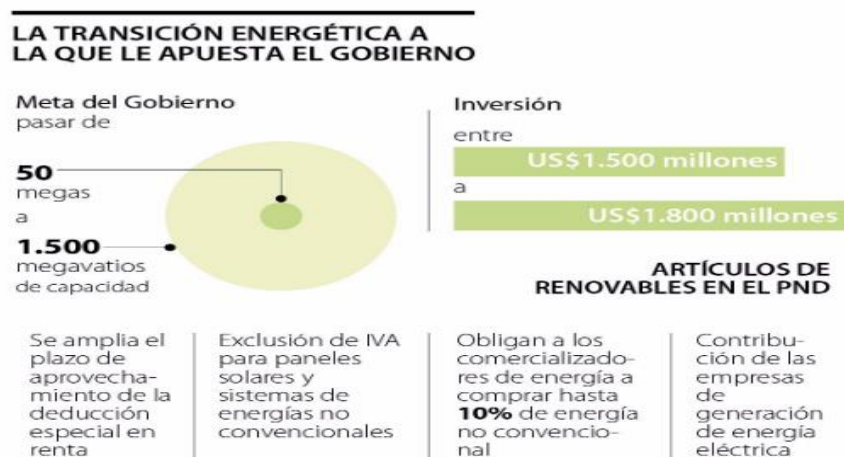 LA TRANSICIÓN ENERGÉTICA A
LA QUE LE APUESTA EL GOBIERNO
Meta del Gobierno
pasar de
50
megas
a
1.500
megavatios
de capacidad
Inversión
entre
US$1.500 millones
a
US$1.800 millones
ARTÍCULOS DE
RENOVABLES EN EL PND
Se amplia el
plazo de
aprovecha-
miento de la
deducción
especial en
renta
Exclusión de IVA
para paneles
solares y
sistemas de
energías no
convencionales
Obligan a los
comercializado-
res de energía a
comprar hasta
10% de energía
no convencio-
nal
Contribu-
ción de las
empresas
de
generación
de energía
eléctrica